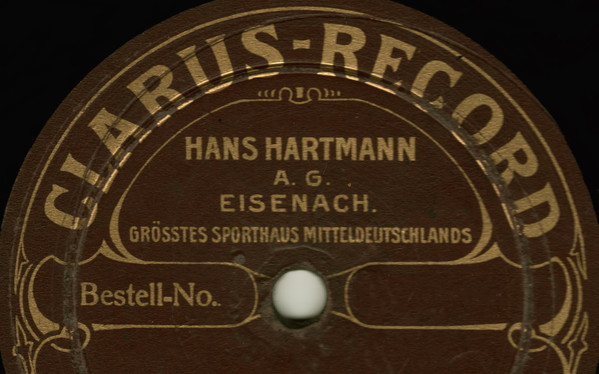 CLARUS-RECORD
HANS HARTMANN
A. G.
EISENACH.
GRÖSSTES SPORTHAUS MITTELDEUTSCHLANDS
Bestell-No.